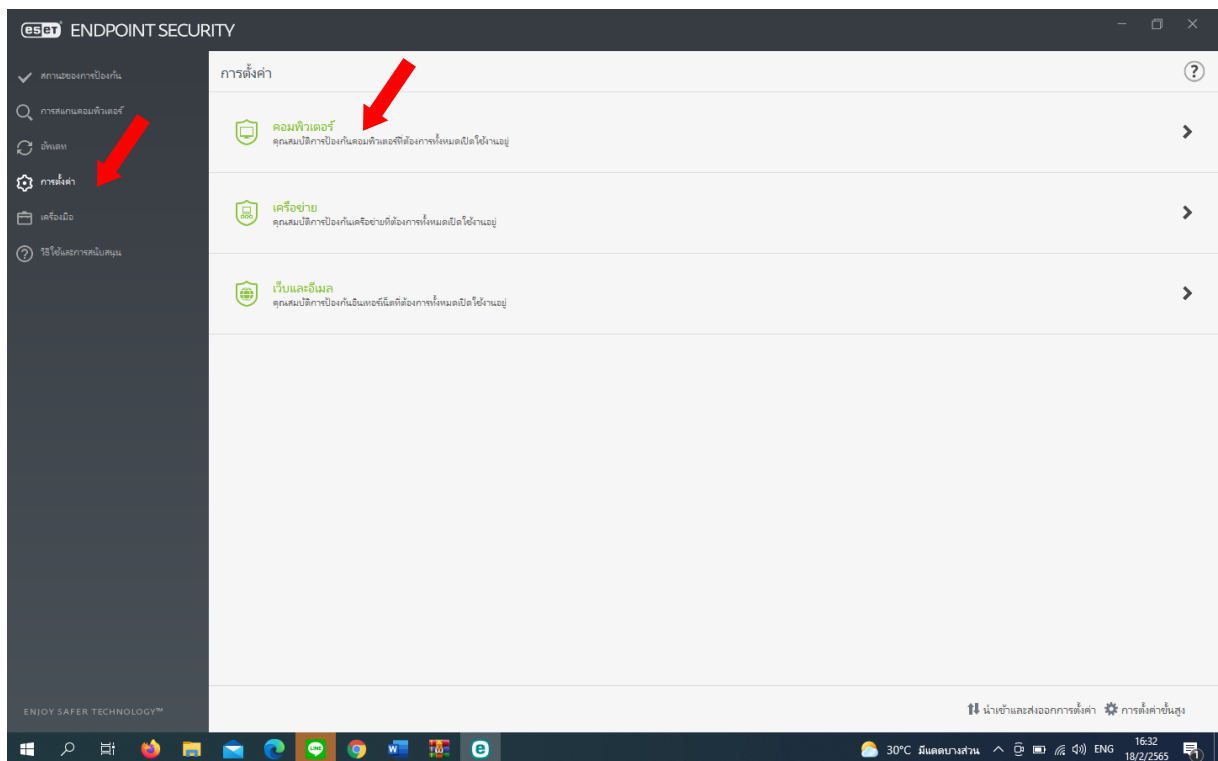 eset ENDPOINT SECURITY
สถานะของการป้องกัน
การสแกนคอมพิวเตอร์
อัพเดท
การตั้งค่า
เครื่องมือ
วิธีใช้และการสนับสนุน
ENJOY SAFER TECHNOLOGY™
การตั้งค่า
?
คอมพิวเตอร์
คุณสมบัติการป้องกันคอมพิวเตอร์ที่ต้องการทั้งหมดเปิดใช้งานอยู่
เครือข่าย
คุณสมบัติการป้องกันเครือข่ายที่ต้องการทั้งหมดเปิดใช้งานอยู่
เว็บและอีเมล
คุณสมบัติการป้องกันอินเทอร์เน็ตที่ต้องการทั้งหมดเปิดใช้งานอยู่
นำเข้าและส่งออกการตั้งค่า การตั้งค่าขั้นสูง
30°C มีแดดบางส่วน ENG 16:32
18/2/2565